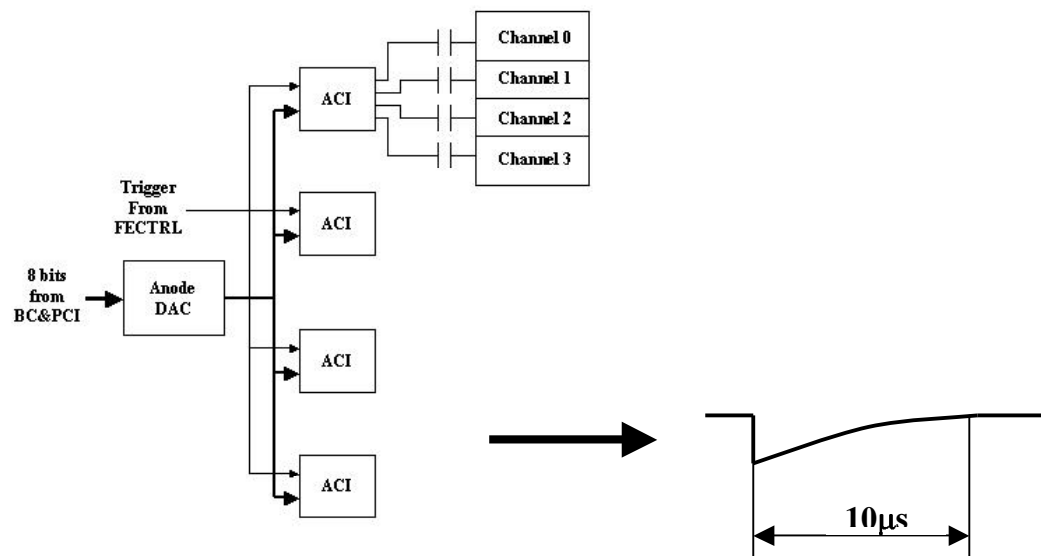 Channel 0
Channel 1
Channel 2
Channel 3
ACI
Trigger
From
FECTRL
ACI
8 bits
from
BC&PCI
Anode
DAC
ACI
ACI
10μs